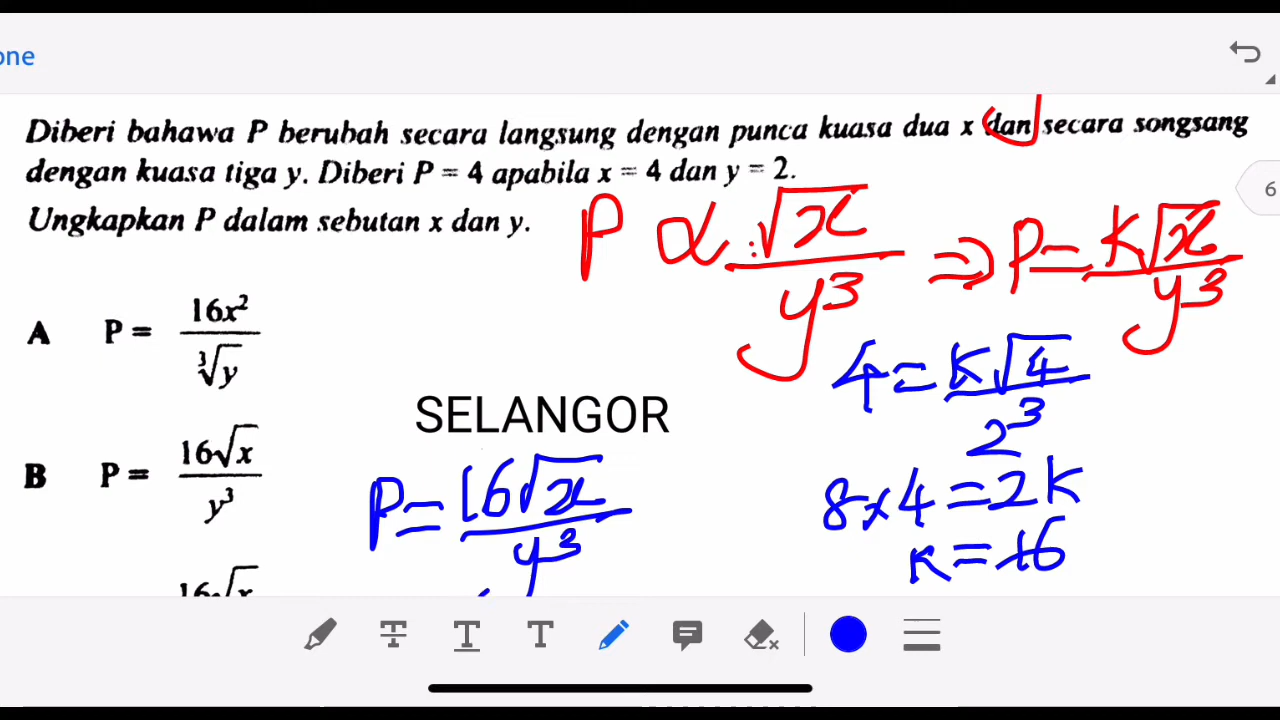 one
Diberi bahawa P berubah secara langsung dengan punca kuasa dua x dan secara songsang
dengan kuasa tiga y. Diberi P = 4 apabila x = 4 dan y = 2.
Ungkapkan P dalam sebutan x dan y.
6
P ∝ √x / y³ ⇒ P = K√x / y³
A P = 16x² / ∛y
4 = K√4 / 2³
SELANGOR
B P = 16√x / y³
P = 16√x / y³
8 x 4 = 2K
K = 16
16√x